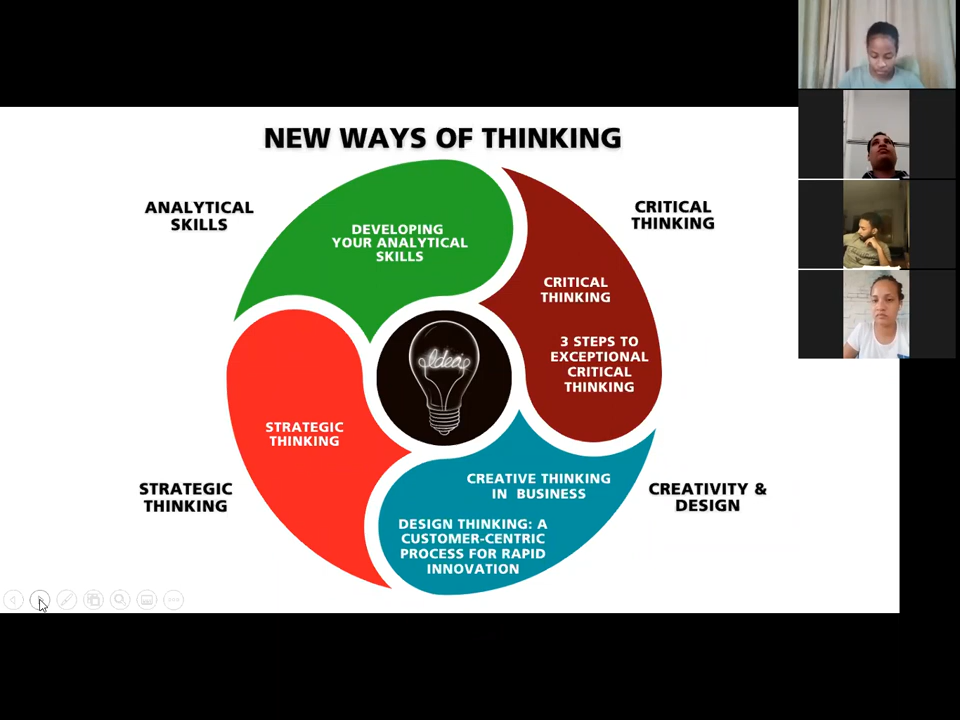 NEW WAYS OF THINKING
ANALYTICAL
SKILLS
DEVELOPING
YOUR ANALYTICAL
SKILLS
CRITICAL
THINKING
CRITICAL
THINKING
3 STEPS TO
EXCEPTIONAL
CRITICAL
THINKING
Idea
STRATEGIC
THINKING
STRATEGIC
THINKING
CREATIVE THINKING
IN BUSINESS
DESIGN THINKING: A
CUSTOMER-CENTRIC
PROCESS FOR RAPID
INNOVATION
CREATIVITY &
DESIGN